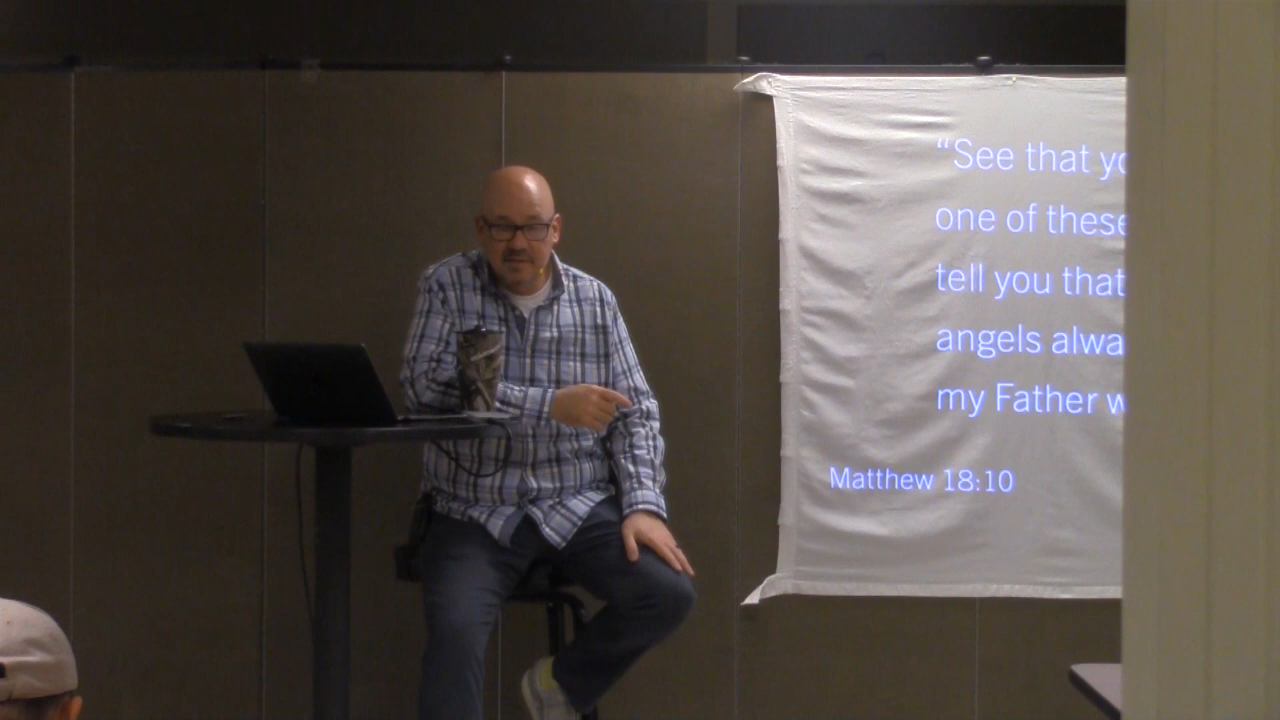 “See that yo
one of these
tell you that
angels alwa
my Father w
Matthew 18:10